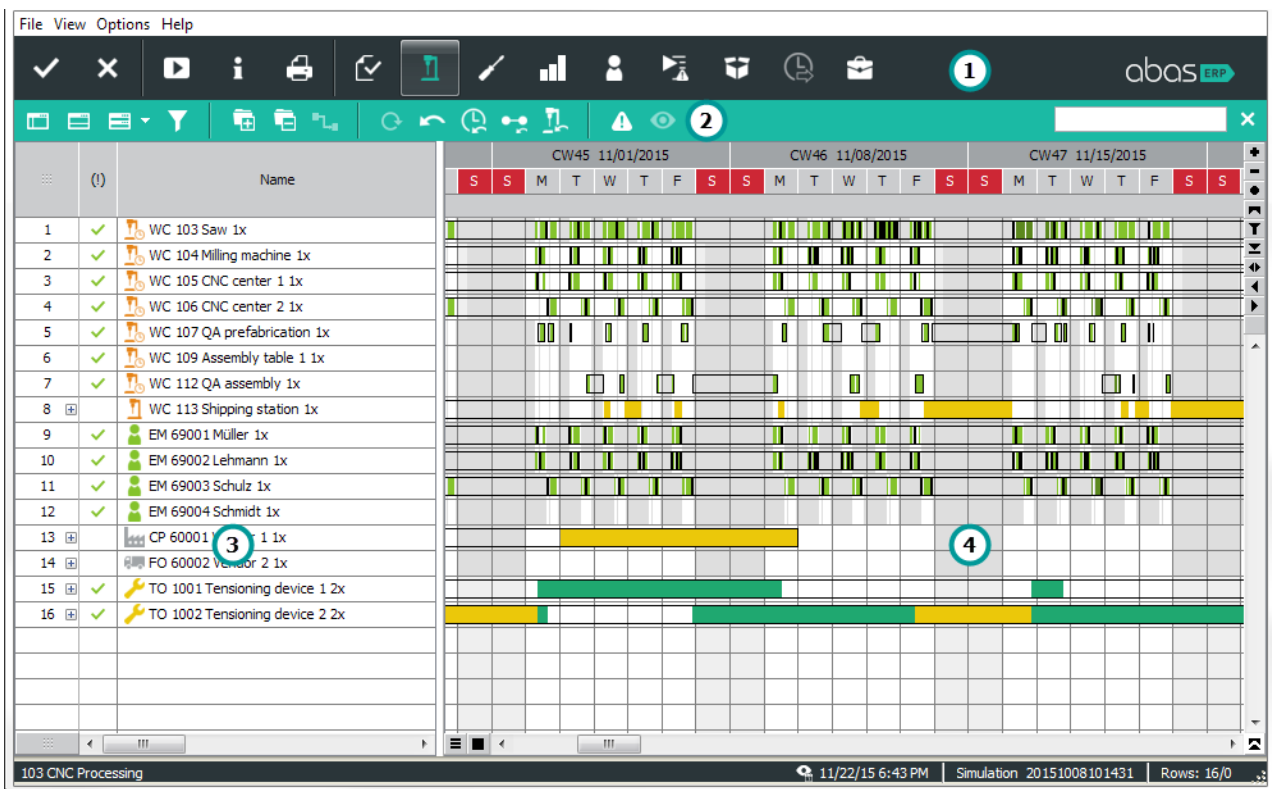 File View Options Help
1
abas ERP
2
CW45 11/01/2015 CW46 11/08/2015 CW47 11/15/2015
(!) Name
S S M T W T F S S M T W T F S S M T W T F S S
1 WC 103 Saw 1x
2 WC 104 Milling machine 1x
3 WC 105 CNC center 1 1x
4 WC 106 CNC center 2 1x
5 WC 107 QA prefabrication 1x
6 WC 109 Assembly table 1 1x
7 WC 112 QA assembly 1x
8 WC 113 Shipping station 1x
9 EM 69001 Müller 1x
10 EM 69002 Lehmann 1x
11 EM 69003 Schulz 1x
12 EM 69004 Schmidt 1x
13 CP 60001 1 1x
3
4
14 FO 60002 Vendor 2 1x
15 TO 1001 Tensioning device 1 2x
16 TO 1002 Tensioning device 2 2x
103 CNC Processing 11/22/15 6:43 PM Simulation 20151008101431 Rows: 16/0